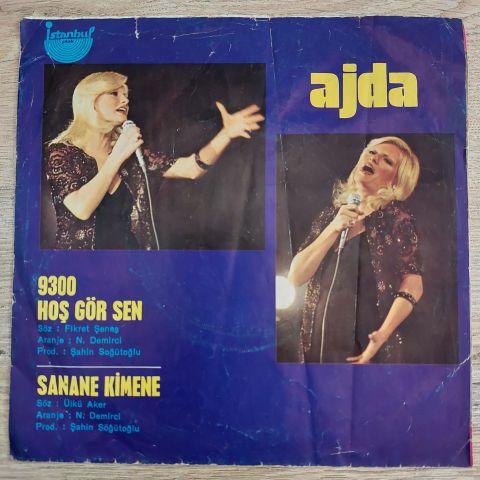 istanbul
ajda
9300
HOŞ GÖR SEN
Söz : Fikret Şeneş
Aranje : N. Demirci
Prod. : Şahin Söğütoğlu
SANANE KİMENE
Söz : Ülkü Aker
Aranje : N. Demirci
Prod. : Şahin Söğütoğlu